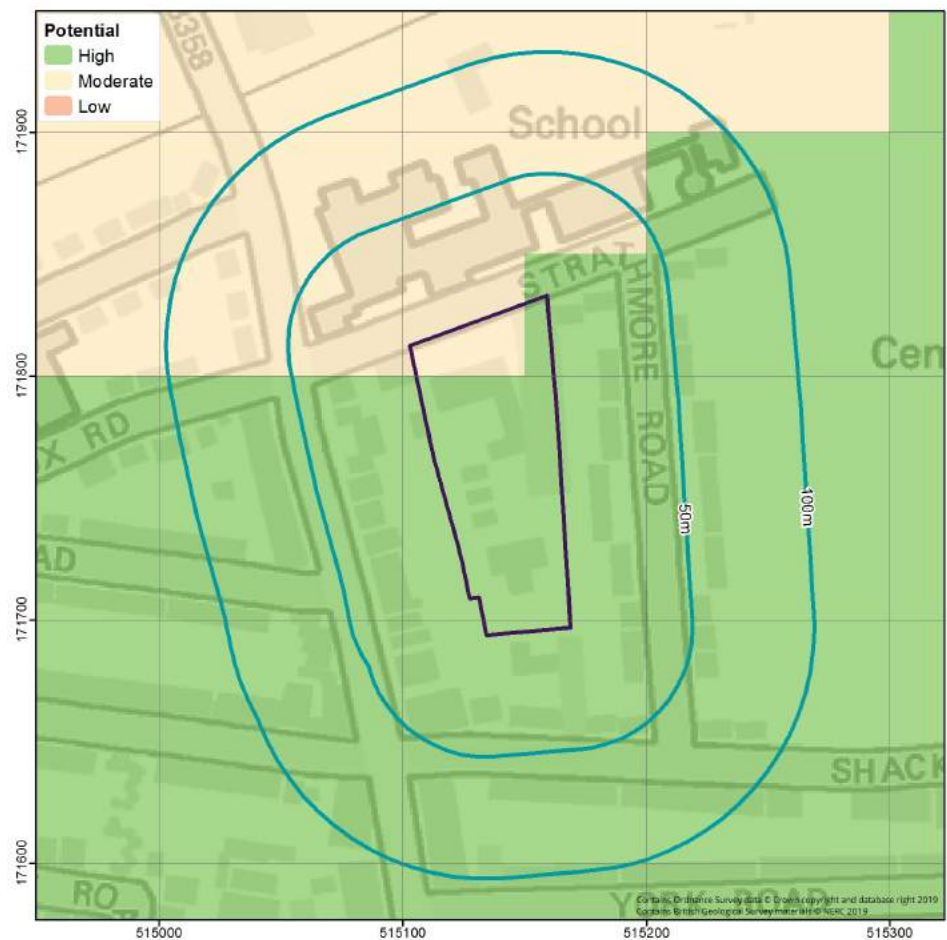 Potential
High
Moderate
Low
3358
School
STRATHMORE ROAD
Cen
OX RD
AD
50m
100m
SHACK
RO
YORK ROAD
Contains Ordnance Survey data © Crown copyright and database right 2019
Contains British Geological Survey materials © NERC 2019
171900
171800
171700
171600
515000
515100
515200
515300